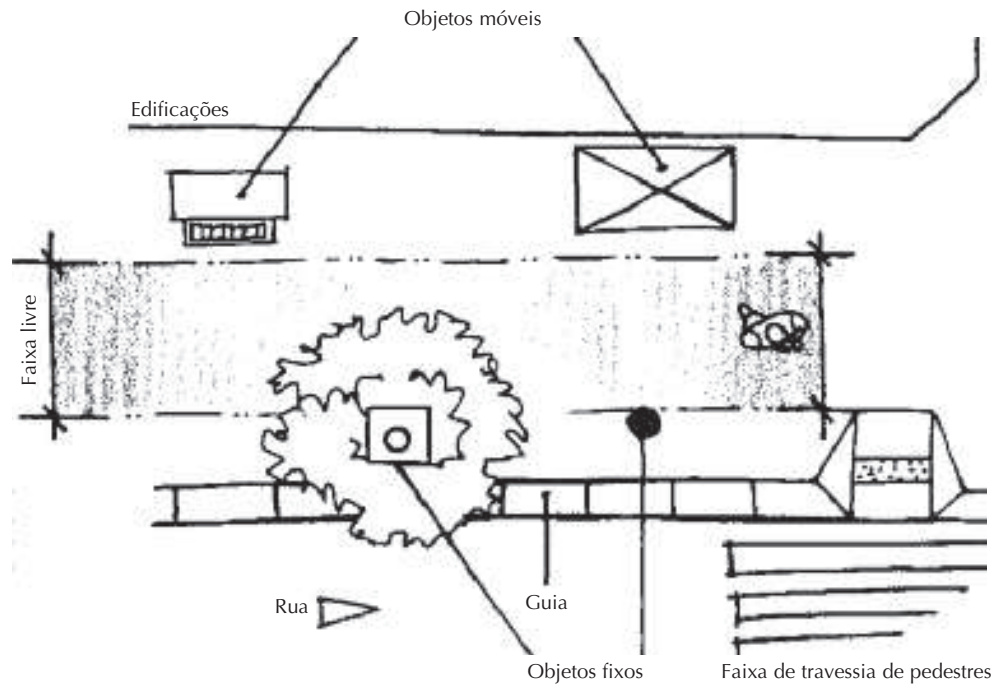 Objetos móveis
Edificações
Faixa livre
Rua
Guia
Objetos fixos
Faixa de travessia de pedestres